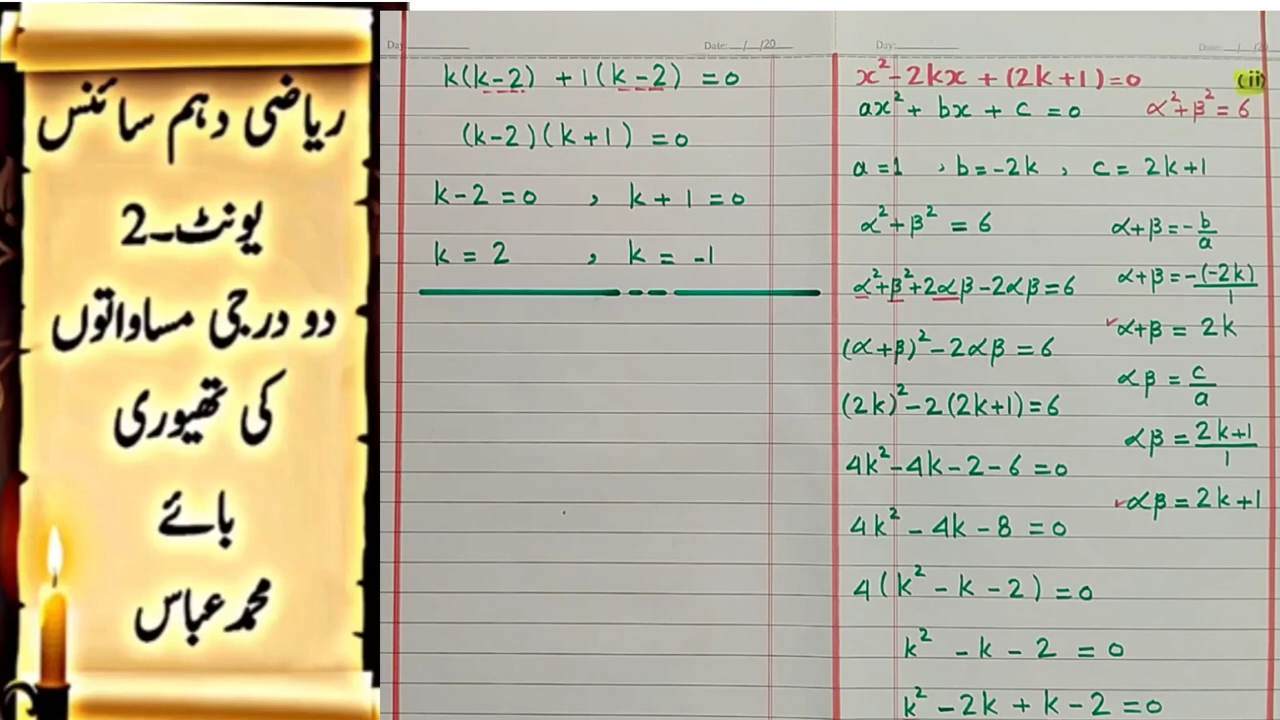 ریاضی دہم سائنس
یونٹ۔2
دو درجی مساواتوں
کی تھیوری
بائے
محمد عباس
Day: Date: __/__/20__
k(k-2) + 1(k-2) = 0
(k-2)(k+1) = 0
k-2 = 0 , k+1 = 0
k = 2 , k = -1
Day: Date: __/__/20
x² - 2kx + (2k+1) = 0 (ii)
ax² + bx + c = 0 α²+β² = 6
a = 1 , b = -2k , c = 2k+1
α² + β² = 6
α²+β²+2αβ-2αβ = 6
(α+β)² - 2αβ = 6
(2k)² - 2(2k+1) = 6
4k² - 4k - 2 - 6 = 0
4k² - 4k - 8 = 0
4(k² - k - 2) = 0
k² - k - 2 = 0
k² - 2k + k - 2 = 0
α+β = -b/a
α+β = -(-2k)/1
✓α+β = 2k
αβ = c/a
αβ = 2k+1/1
✓αβ = 2k+1